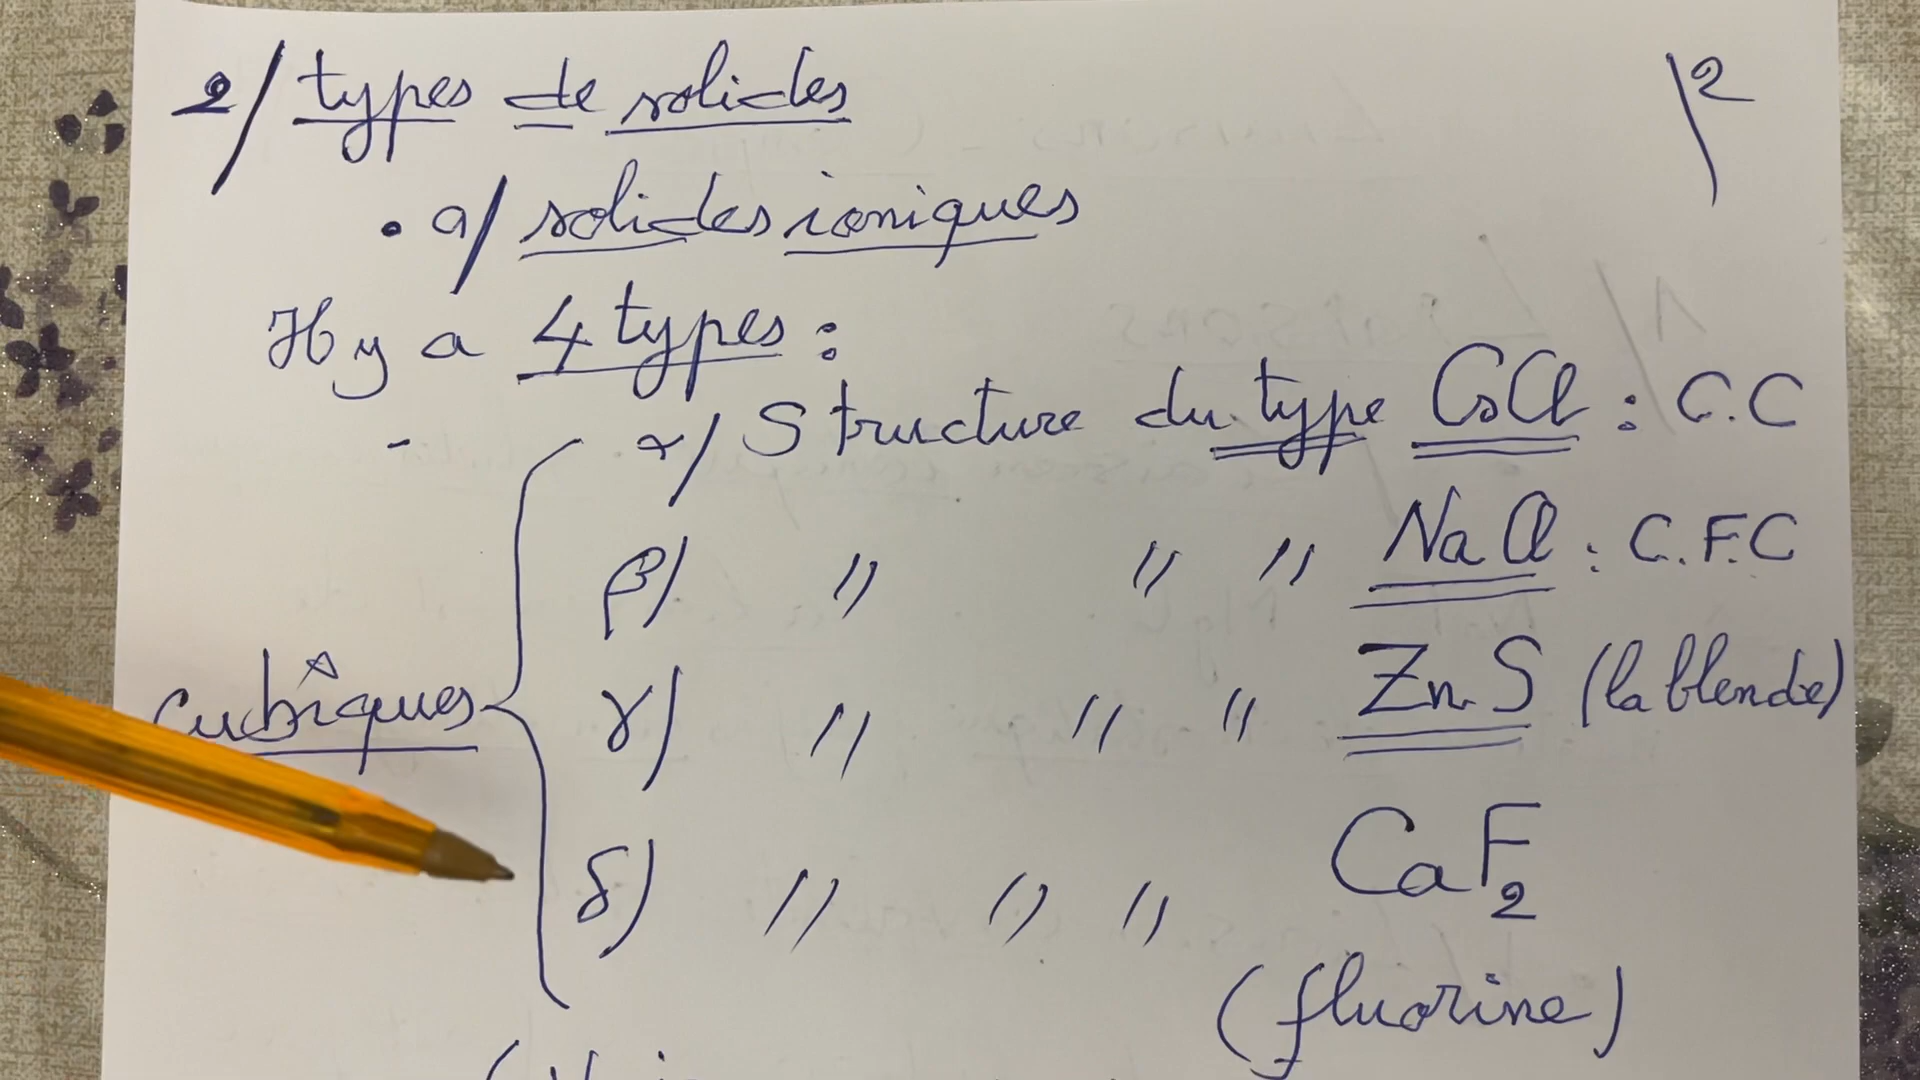 2/ types de solides
/2
• a/ solides ioniques
Il y a 4 types :
- α/ Structure du type CsCl : C.C
β/ " " " NaCl : C.F.C
cubiques
γ/ " " " ZnS (la blende)
δ) " " " CaF₂
(fluorine)